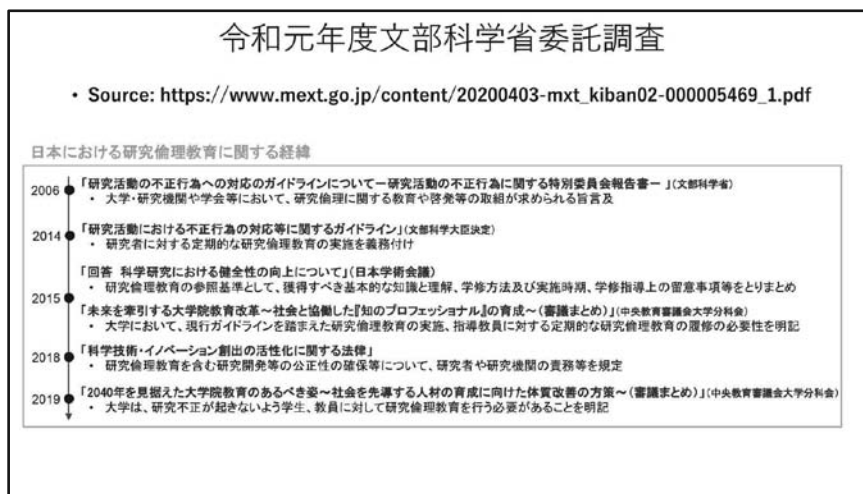 令和元年度文部科学省委託調査
• Source: https://www.mext.go.jp/content/20200403-mxt_kiban02-000005469_1.pdf
日本における研究倫理教育に関する経緯
2006
「研究活動の不正行為への対応のガイドラインについて－研究活動の不正行為に関する特別委員会報告書－」(文部科学省)
• 大学・研究機関や学会等において、研究倫理に関する教育や啓発等の取組が求められる旨言及
2014
「研究活動における不正行為の対応等に関するガイドライン」(文部科学大臣決定)
• 研究者に対する定期的な研究倫理教育の実施を義務付け
2015
「回答 科学研究における健全性の向上について」(日本学術会議)
• 研究倫理教育の参照基準として、獲得すべき基本的な知識と理解、学修方法及び実施時期、学修指導上の留意事項等をとりまとめ
「未来を牽引する大学院教育改革～社会と協働した『知のプロフェッショナル』の育成～(審議まとめ)」(中央教育審議会大学分科会)
• 大学において、現行ガイドラインを踏まえた研究倫理教育の実施、指導教員に対する定期的な研究倫理教育の履修の必要性を明記
2018
「科学技術・イノベーション創出の活性化に関する法律」
• 研究倫理教育を含む研究開発等の公正性の確保等について、研究者や研究機関の責務等を規定
2019
「2040年を見据えた大学院教育のあるべき姿～社会を先導する人材の育成に向けた体質改善の方策～(審議まとめ)」(中央教育審議会大学分科会)
• 大学は、研究不正が起きないよう学生、教員に対して研究倫理教育を行う必要があることを明記